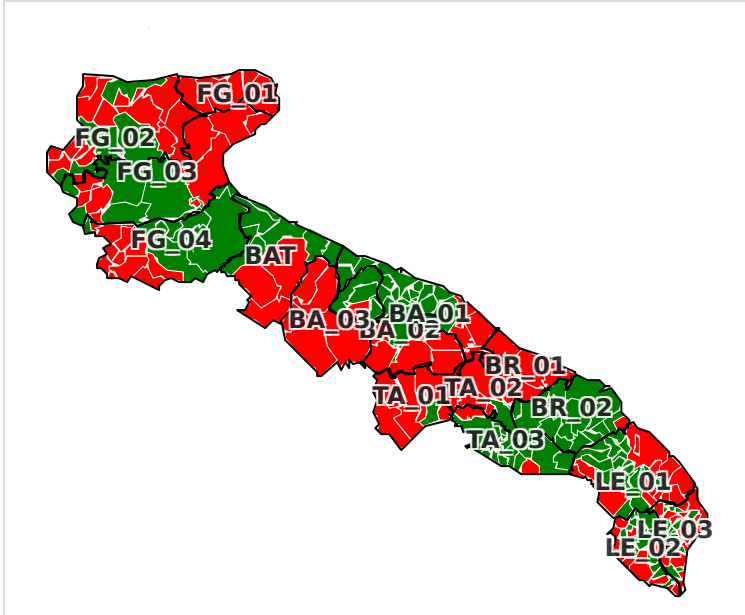 FG_01
FG_02
FG_03
FG_04
BAT
BA_01
BA_03
BA_02
BR_01
TA_02
TA_01
BR_02
TA_03
LE_01
LE_03
LE_02